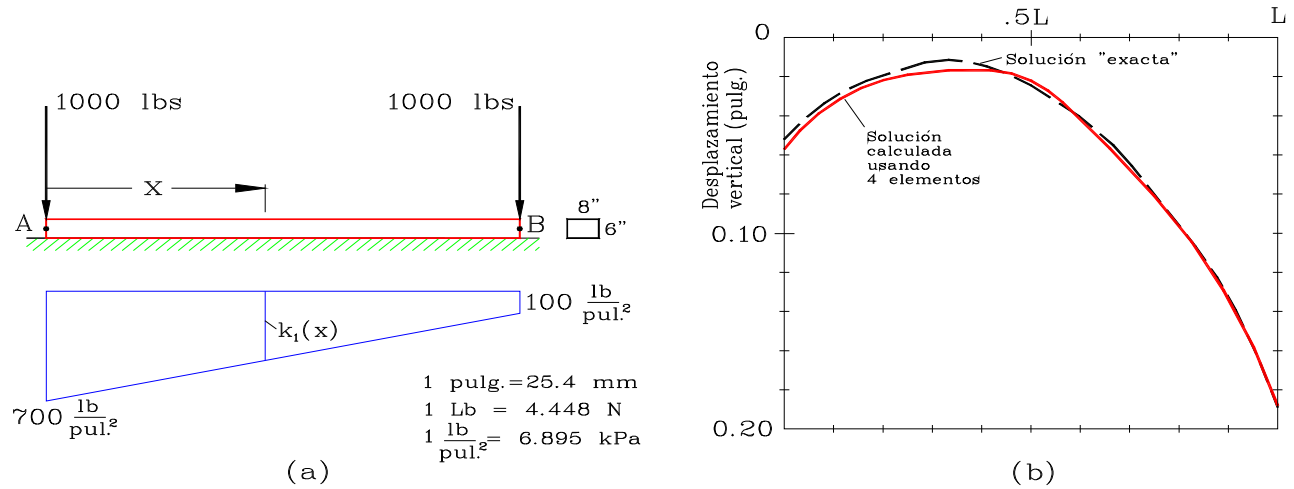 1000 lbs
1000 lbs
X
A
B
8"
6"
100 lb/pul.²
k₁(x)
700 lb/pul.²
1 pulg.=25.4 mm
1 Lb = 4.448 N
1 lb/pul.² = 6.895 kPa
(a)
.5L
L
0
Solución "exacta"
Desplazamiento
vertical (pulg.)
Solución
calculada
usando
4 elementos
0.10
0.20
(b)